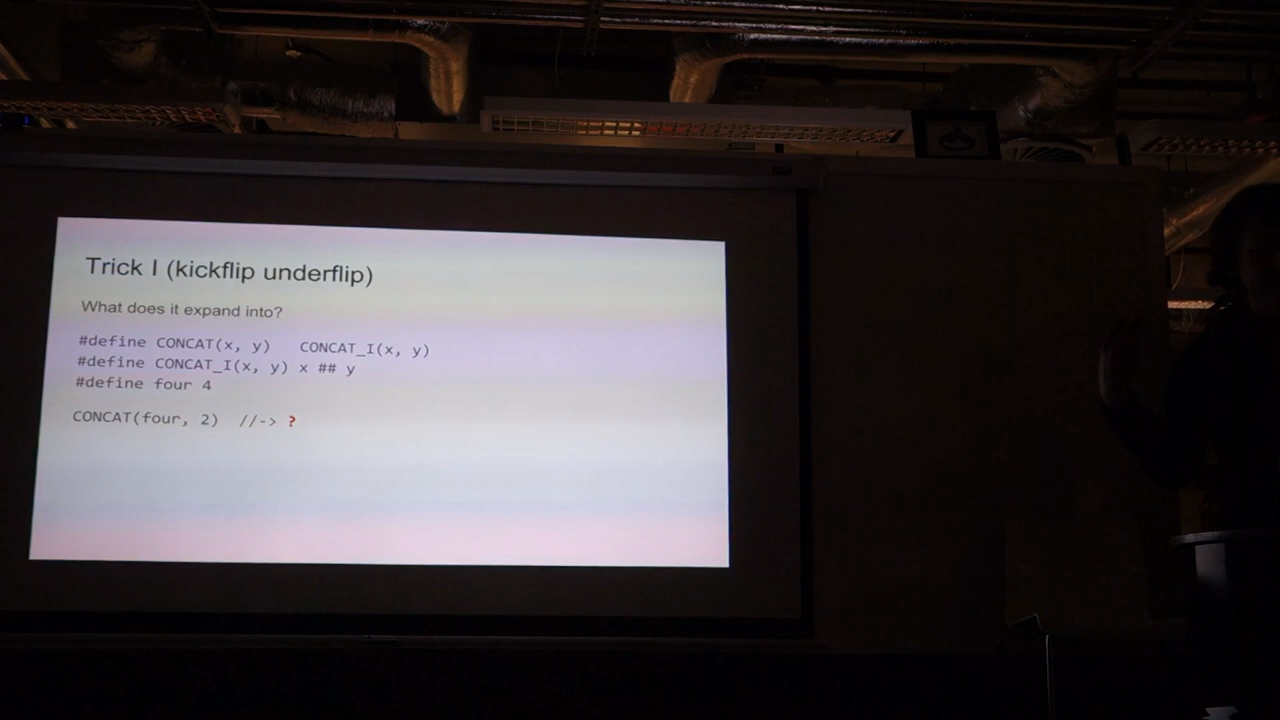 Trick I (kickflip underflip)
What does it expand into?
#define CONCAT(x, y)   CONCAT_I(x, y)
#define CONCAT_I(x, y) x ## y
#define four 4
CONCAT(four, 2)  //-> ?